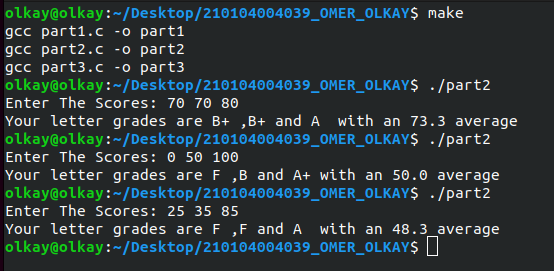 olkay@olkay:~/Desktop/210104004039_OMER_OLKAY$ make
gcc part1.c -o part1
gcc part2.c -o part2
gcc part3.c -o part3
olkay@olkay:~/Desktop/210104004039_OMER_OLKAY$ ./part2
Enter The Scores: 70 70 80
Your letter grades are B+ ,B+ and A  with an 73.3 average
olkay@olkay:~/Desktop/210104004039_OMER_OLKAY$ ./part2
Enter The Scores: 0 50 100
Your letter grades are F ,B and A+ with an 50.0 average
olkay@olkay:~/Desktop/210104004039_OMER_OLKAY$ ./part2
Enter The Scores: 25 35 85
Your letter grades are F ,F and A  with an 48.3 average
olkay@olkay:~/Desktop/210104004039_OMER_OLKAY$